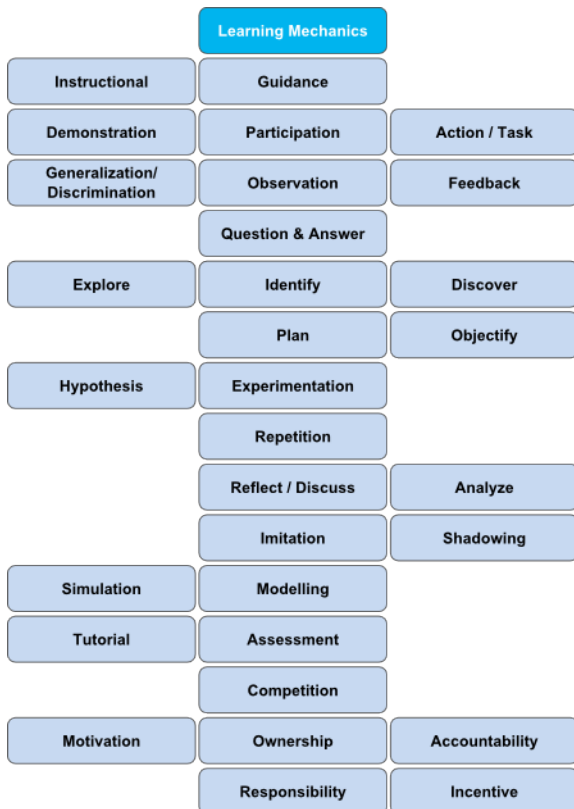 Learning Mechanics
Instructional
Guidance
Demonstration
Participation
Action / Task
Generalization/
Discrimination
Observation
Feedback
Question & Answer
Explore
Identify
Discover
Plan
Objectify
Hypothesis
Experimentation
Repetition
Reflect / Discuss
Analyze
Imitation
Shadowing
Simulation
Modelling
Tutorial
Assessment
Competition
Motivation
Ownership
Accountability
Responsibility
Incentive